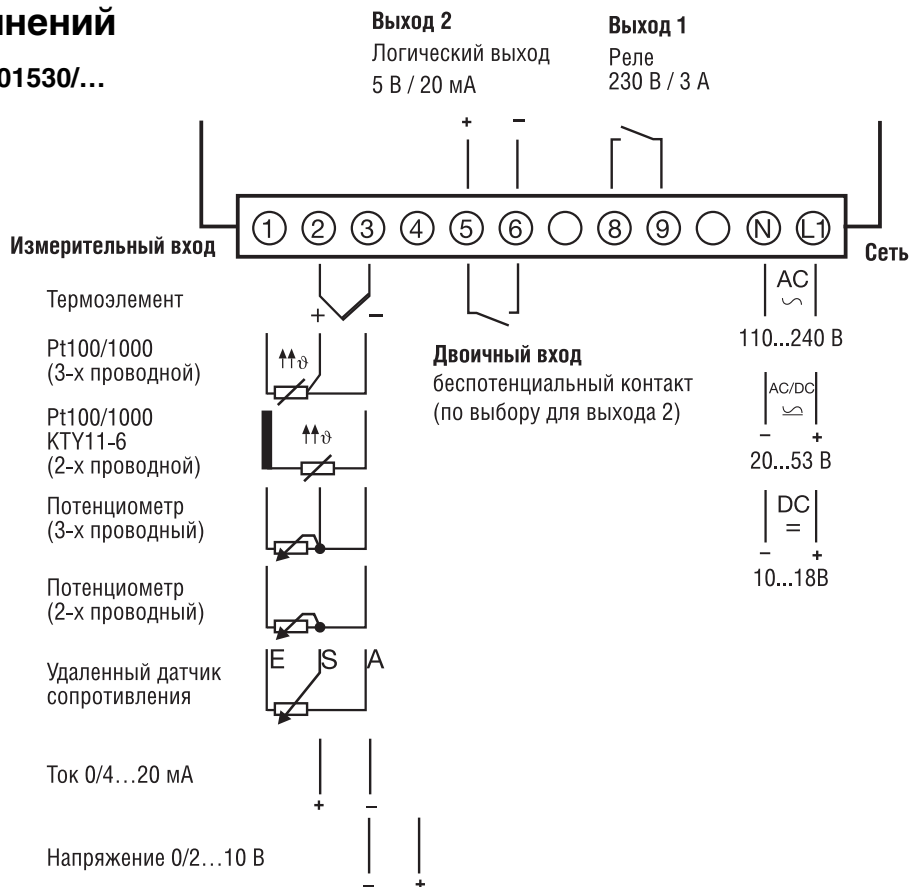 нений
01530/...
Выход 2
Логический выход
5 В / 20 мА
+ −
Выход 1
Реле
230 В / 3 А
1 2 3 4 5 6 8 9 N L1
Измерительный вход
Сеть
Термоэлемент
+ −
Pt100/1000
(3-х проводной)
ϑ
Pt100/1000
KTY11-6
(2-х проводной)
ϑ
Потенциометр
(3-х проводный)
Потенциометр
(2-х проводный)
Удаленный датчик
сопротивления
E S A
Ток 0/4...20 мА
+ −
Напряжение 0/2...10 В
− +
Двоичный вход
беспотенциальный контакт
(по выбору для выхода 2)
AC
110...240 В
AC/DC
− +
20...53 В
DC
=
− +
10...18В